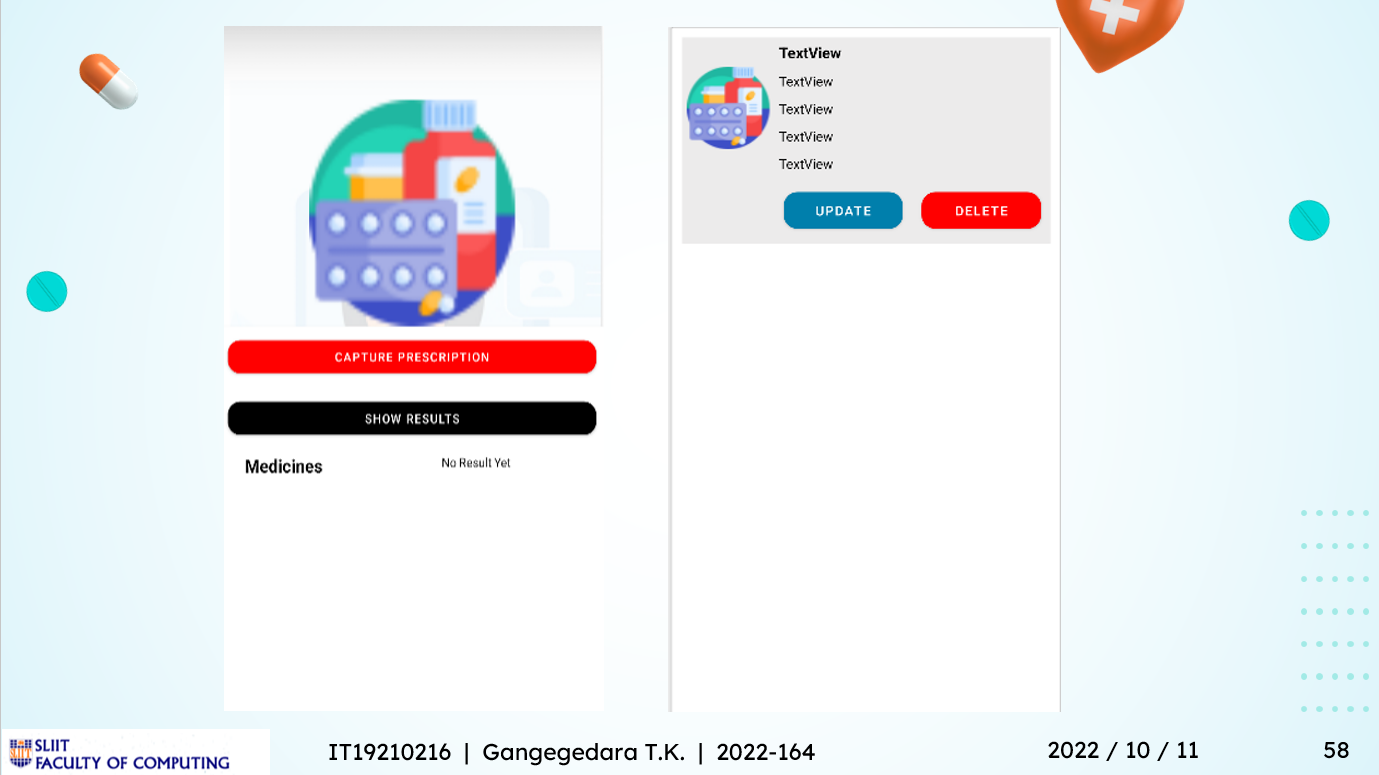 CAPTURE PRESCRIPTION
SHOW RESULTS
Medicines
No Result Yet
TextView
TextView
TextView
TextView
TextView
UPDATE
DELETE
SLIIT
FACULTY OF COMPUTING
IT19210216 | Gangegedara T.K. | 2022-164
2022 / 10 / 11
58